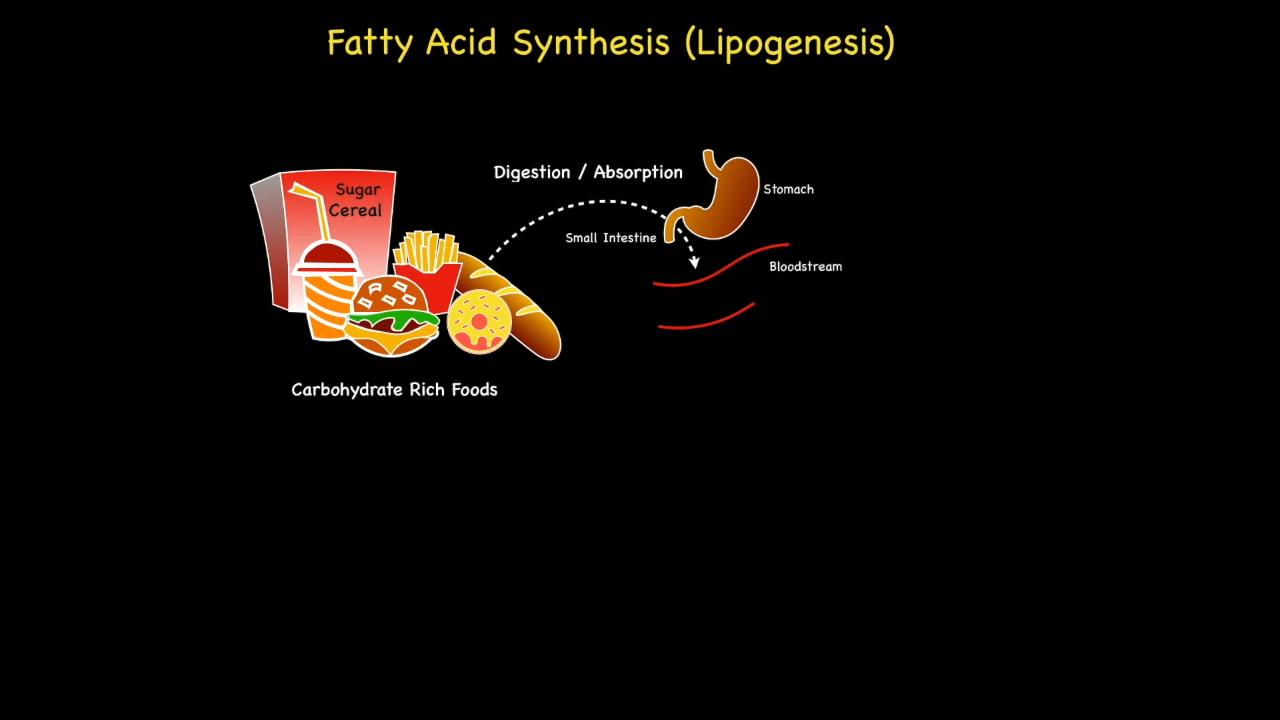 Fatty Acid Synthesis (Lipogenesis)
Digestion / Absorption
Stomach
Sugar
Cereal
Small Intestine
Bloodstream
Carbohydrate Rich Foods